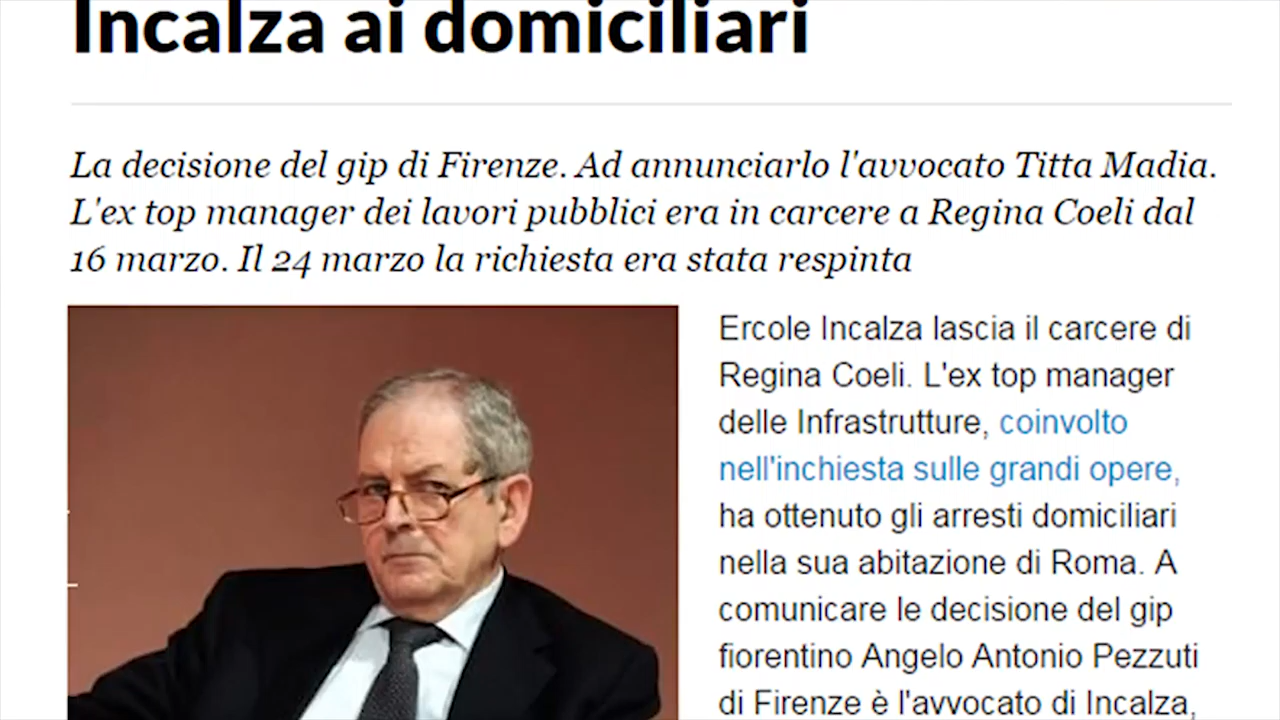 Incalza ai domiciliari
La decisione del gip di Firenze. Ad annunciarlo l'avvocato Titta Madia.
L'ex top manager dei lavori pubblici era in carcere a Regina Coeli dal
16 marzo. Il 24 marzo la richiesta era stata respinta
Ercole Incalza lascia il carcere di
Regina Coeli. L'ex top manager
delle Infrastrutture, coinvolto
nell'inchiesta sulle grandi opere,
ha ottenuto gli arresti domiciliari
nella sua abitazione di Roma. A
comunicare le decisione del gip
fiorentino Angelo Antonio Pezzuti
di Firenze è l'avvocato di Incalza,